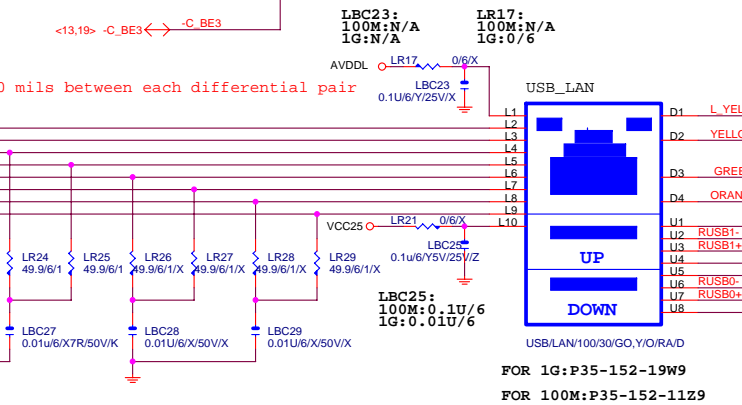 LBC23:
100M:N/A
1G:N/A
LR17:
100M:N/A
1G:0/6
<13,19> -C_BE3
-C_BE3
AVDDL
LR17
0/6/X
LBC23
0.1U/6/Y/25V/X
0 mils between each differential pair
USB_LAN
L1
L2
L3
L4
L5
L6
L7
L8
L9
L10
D1
D2
D3
D4
U1
U2
U3
U4
U5
U6
U7
U8
L_YEL
YELLO
GREE
ORAN
RUSB1-
RUSB1+
RUSB0-
RUSB0+
UP
DOWN
VCC25
LR21
0/6/X
LBC25
0.1u/6/Y5V/25V/Z
LR24
49.9/6/1
LR25
49.9/6/1
LR26
49.9/6/1/X
LR27
49.9/6/1/X
LR28
49.9/6/1/X
LR29
49.9/6/1/X
LBC25:
100M:0.1U/6
1G:0.01U/6
LBC27
0.01u/6/X7R/50V/K
LBC28
0.01U/6/X/50V/X
LBC29
0.01U/6/X/50V/X
USB/LAN/100/30/GO,Y/O/RA/D
FOR 1G:P35-152-19W9
FOR 100M:P35-152-11Z9